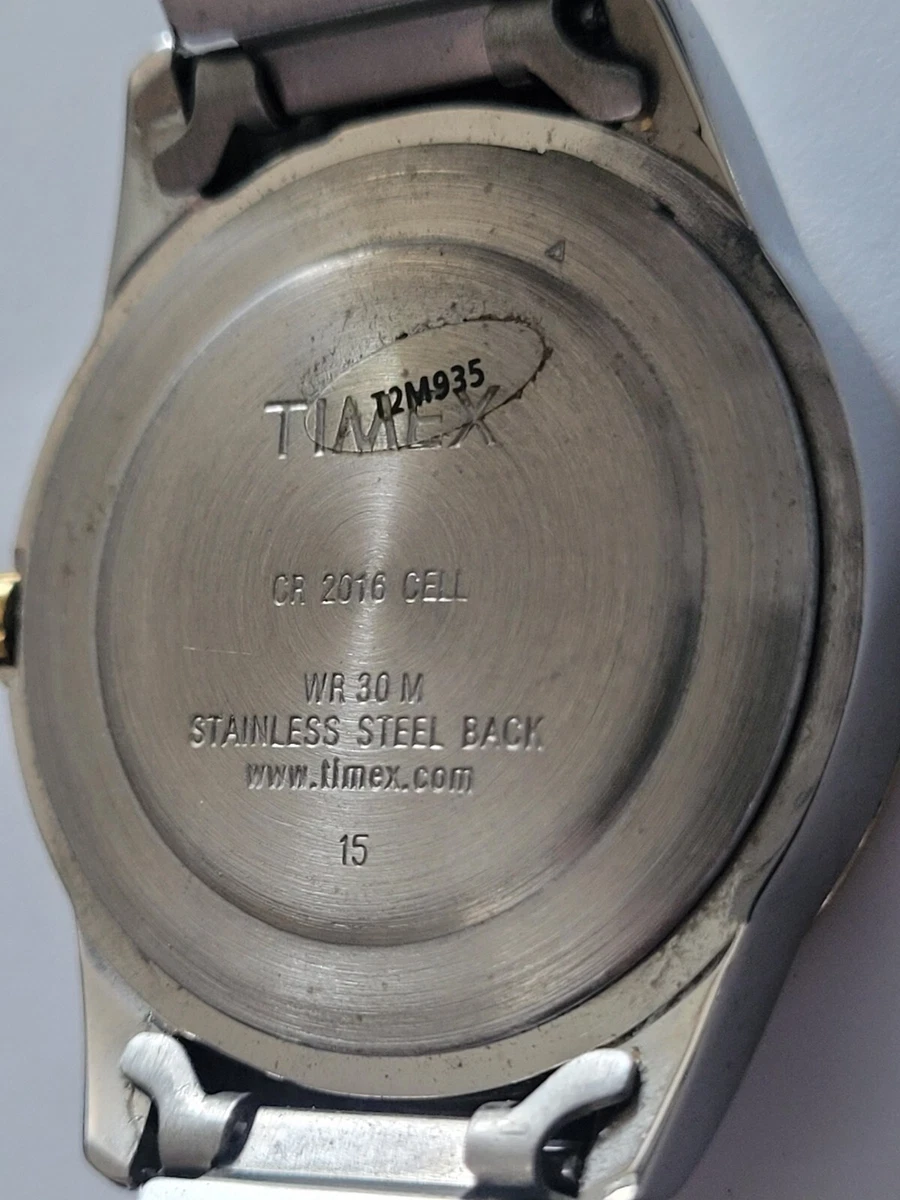 T2M935
TIMEX
CR 2016 CELL
WR 30 M
STAINLESS STEEL BACK
www.timex.com
15